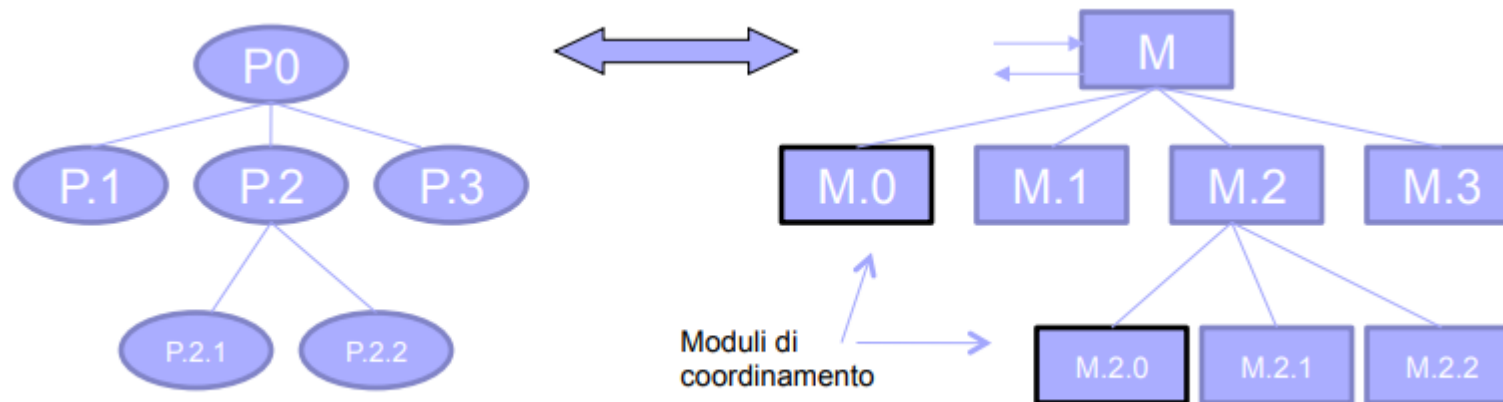 P0
M
P.1
P.2
P.3
M.0
M.1
M.2
M.3
P.2.1
P.2.2
Moduli di
coordinamento
M.2.0
M.2.1
M.2.2